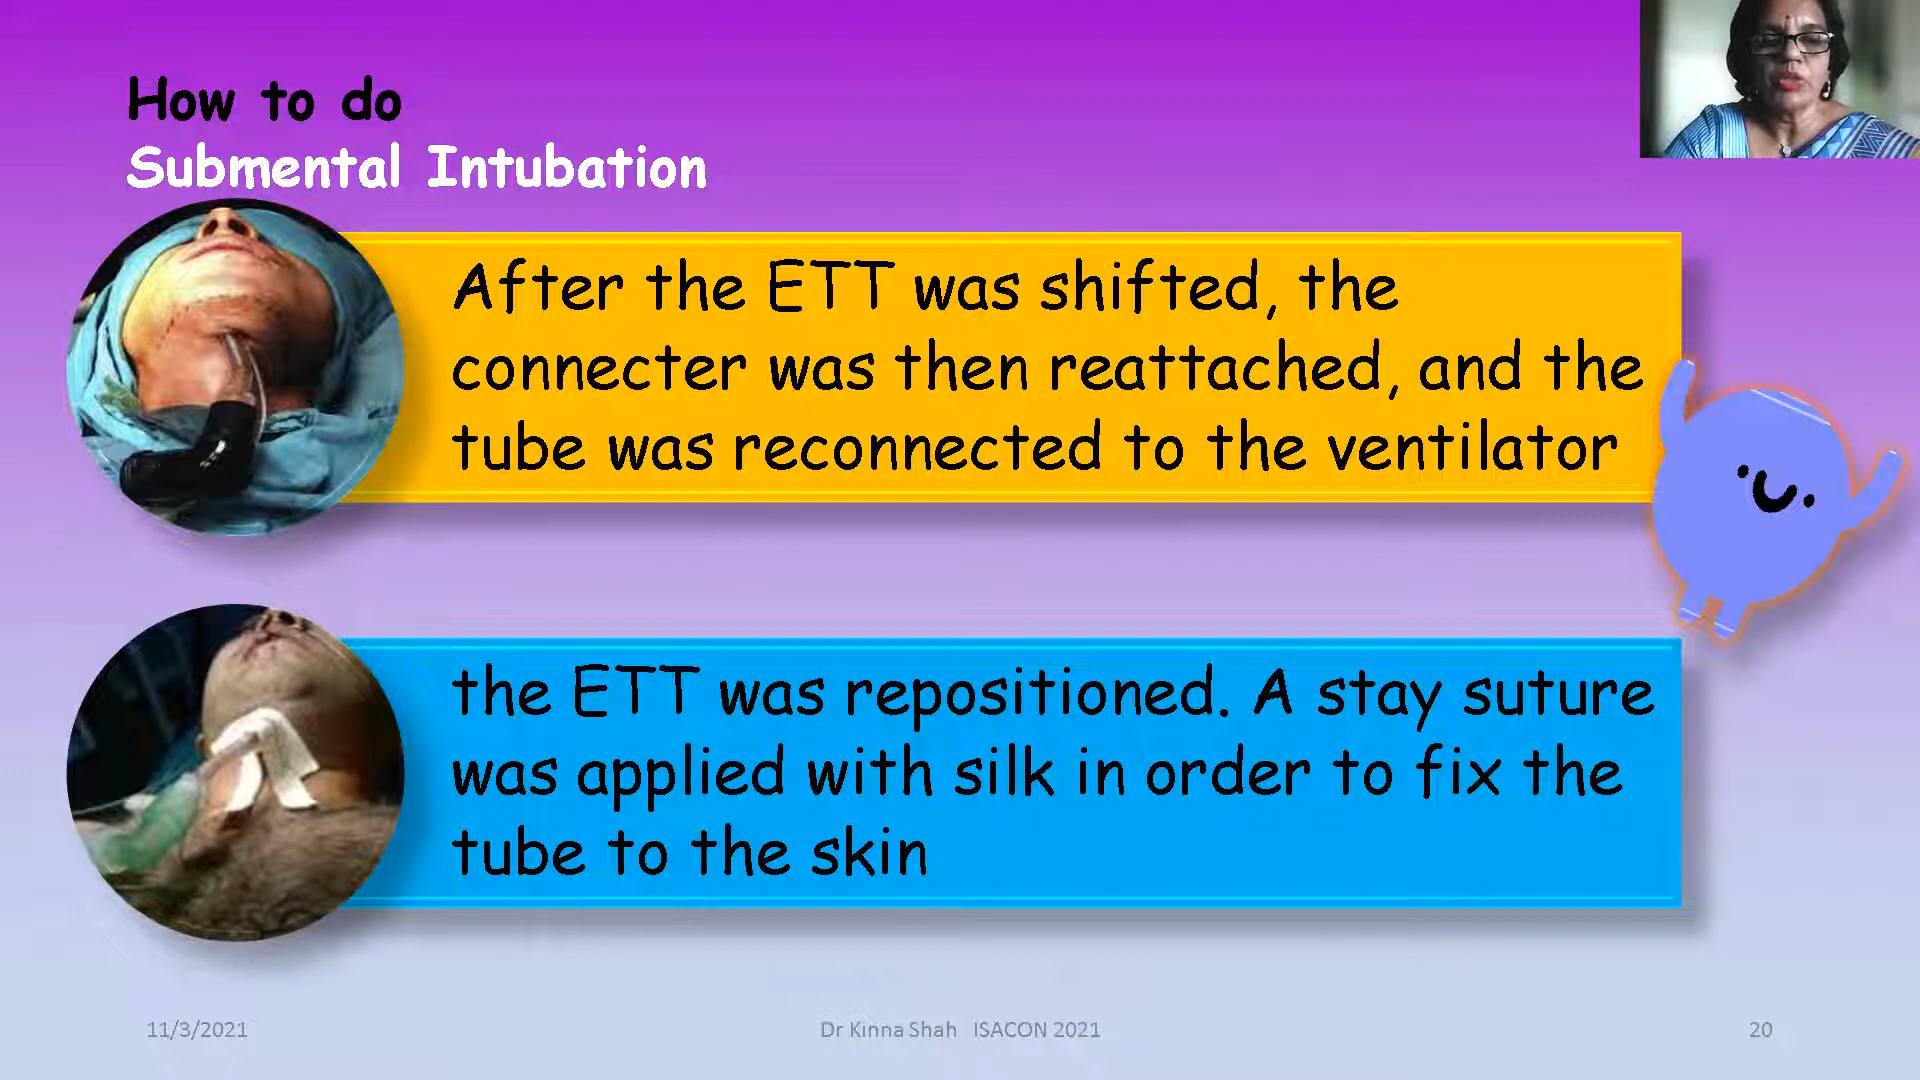 How to do
Submental Intubation
After the ETT was shifted, the
connecter was then reattached, and the
tube was reconnected to the ventilator
the ETT was repositioned. A stay suture
was applied with silk in order to fix the
tube to the skin
11/3/2021
Dr Kinna Shah ISACON 2021
20